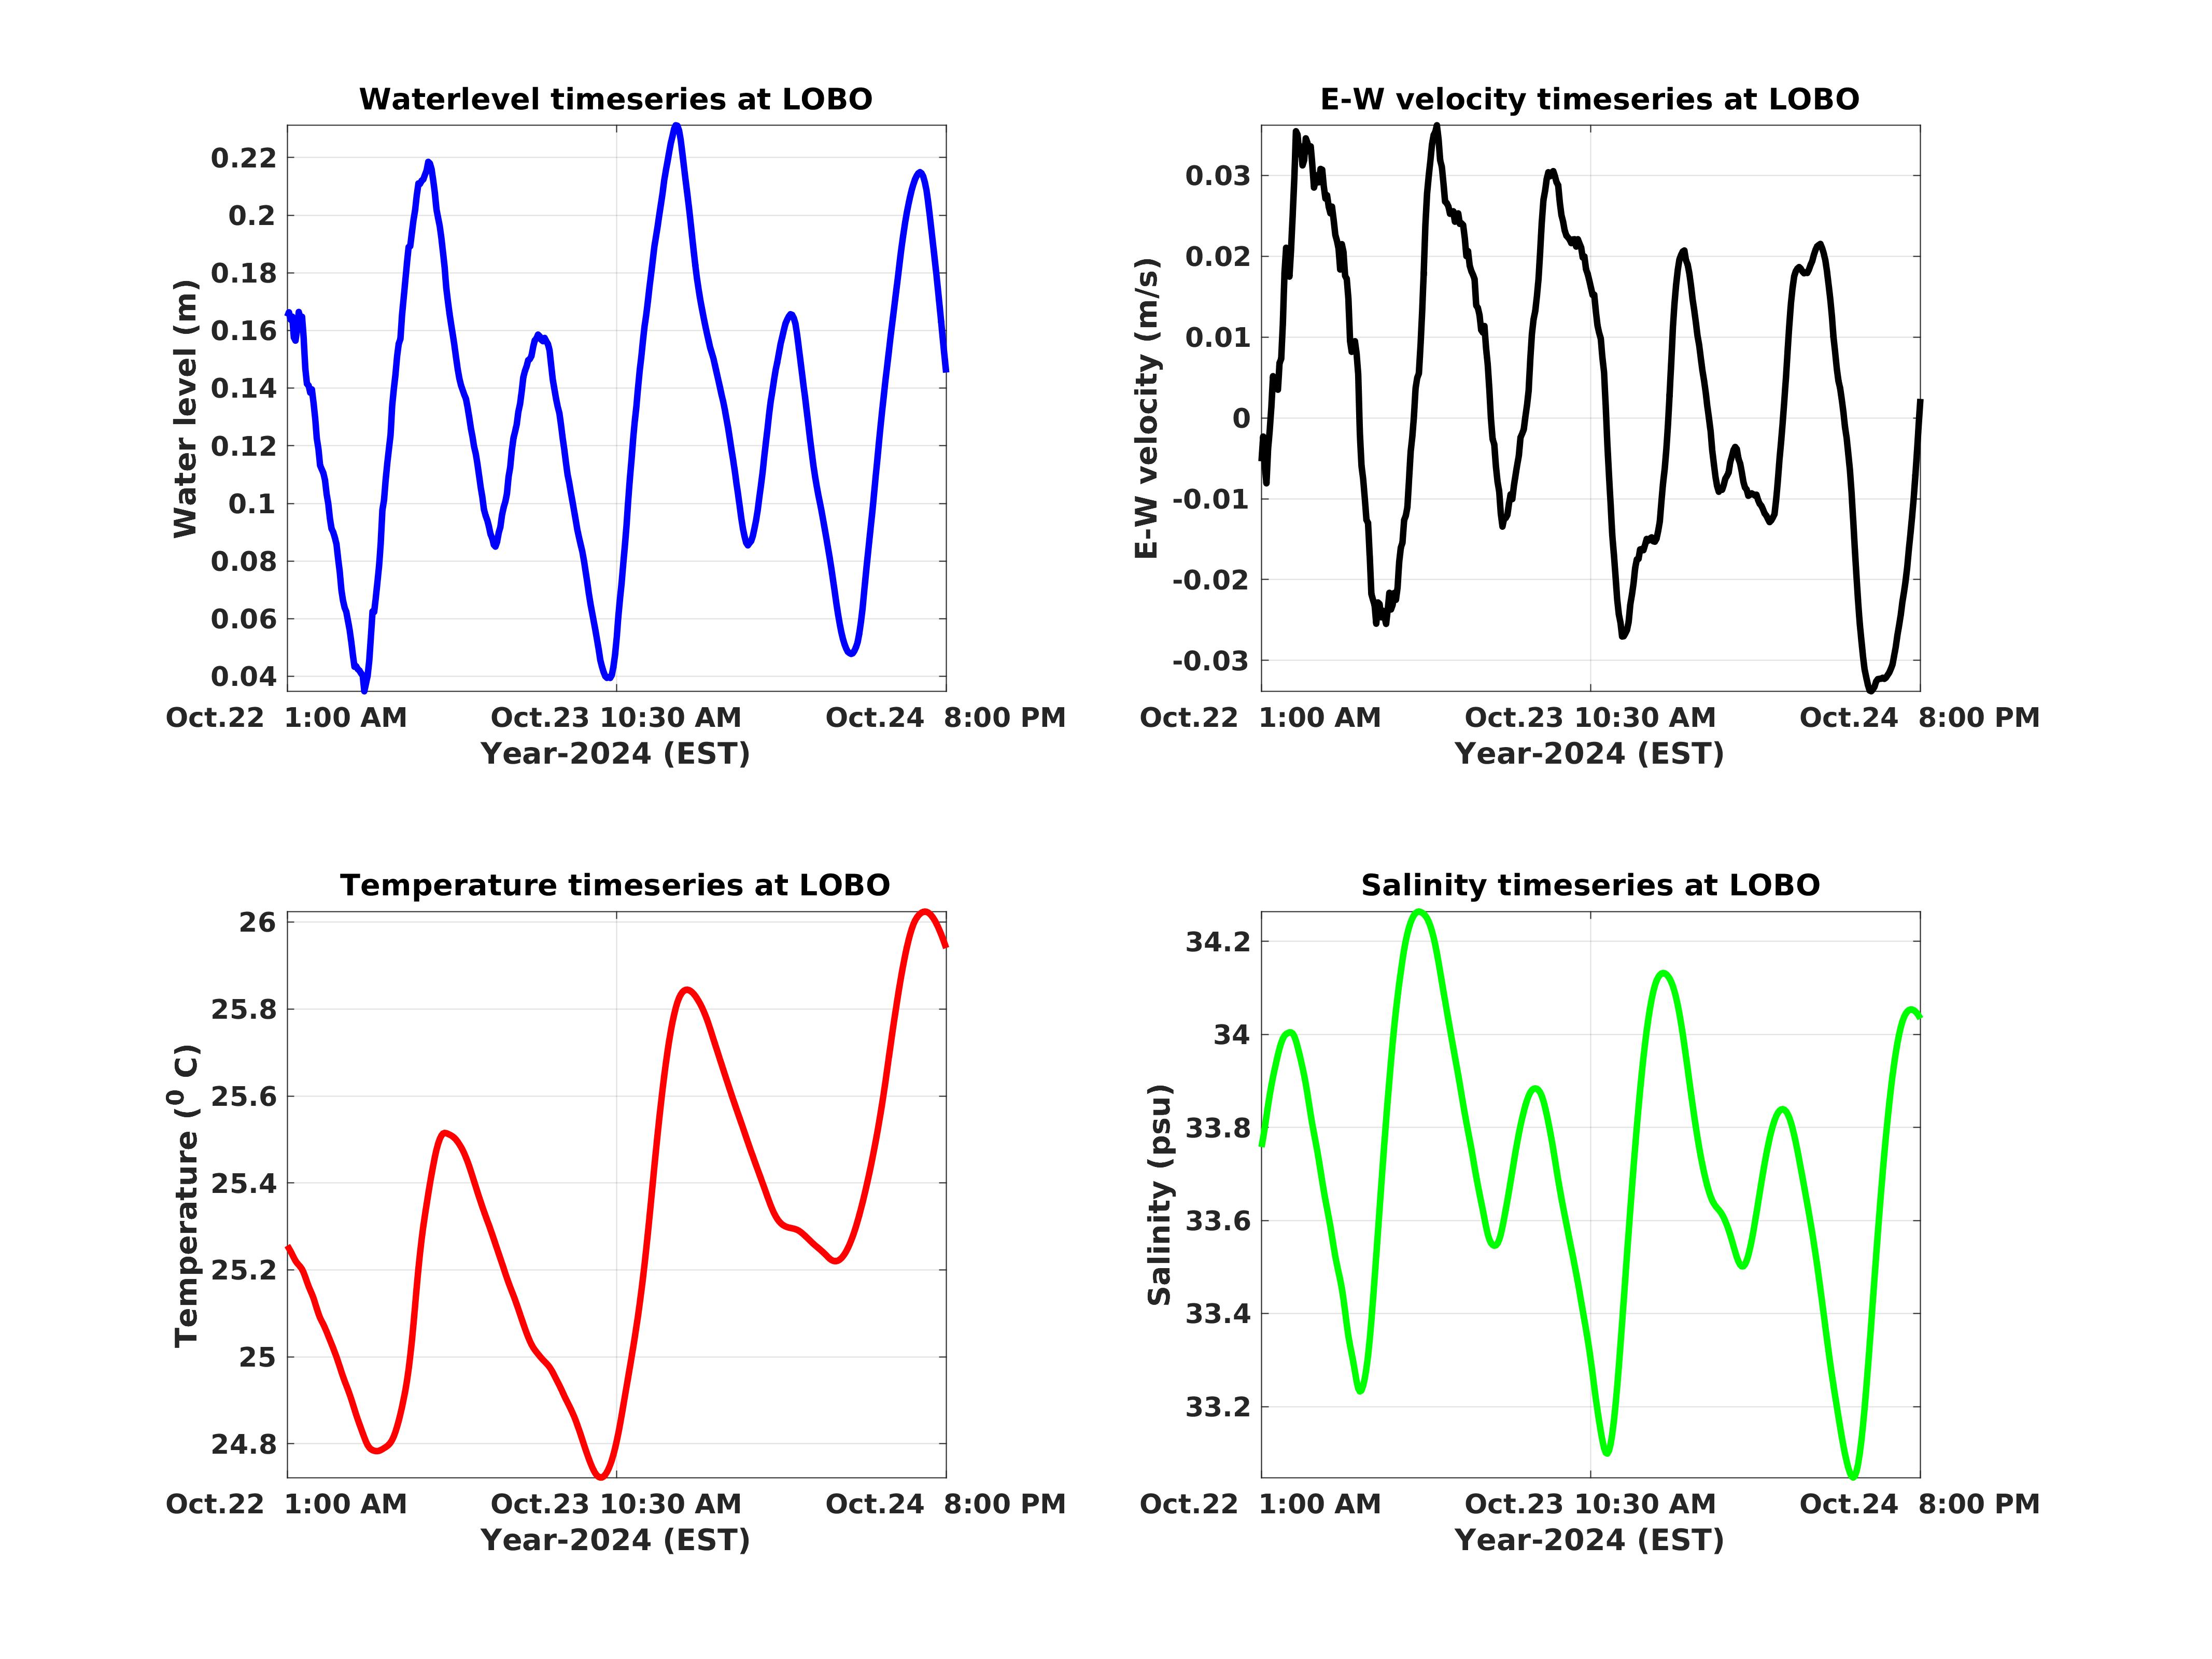 Waterlevel timeseries at LOBO
Water level (m)
0.22
0.2
0.18
0.16
0.14
0.12
0.1
0.08
0.06
0.04
Oct.22  1:00 AM Oct.23 10:30 AM Oct.24  8:00 PM
Year-2024 (EST)
E-W velocity timeseries at LOBO
E-W velocity (m/s)
0.03
0.02
0.01
0
-0.01
-0.02
-0.03
Oct.22  1:00 AM Oct.23 10:30 AM Oct.24  8:00 PM
Year-2024 (EST)
Temperature timeseries at LOBO
Temperature (⁰ C)
26
25.8
25.6
25.4
25.2
25
24.8
Oct.22  1:00 AM Oct.23 10:30 AM Oct.24  8:00 PM
Year-2024 (EST)
Salinity timeseries at LOBO
Salinity (psu)
34.2
34
33.8
33.6
33.4
33.2
Oct.22  1:00 AM Oct.23 10:30 AM Oct.24  8:00 PM
Year-2024 (EST)